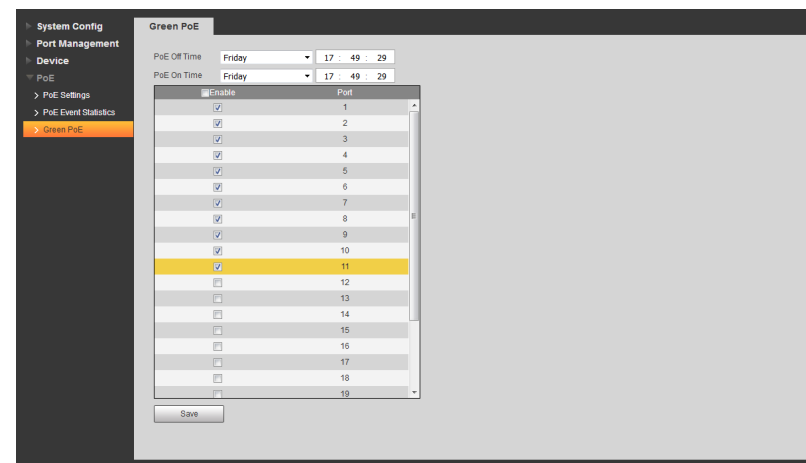 System Config
Port Management
Device
PoE
> PoE Settings
> PoE Event Statistics
> Green PoE
Green PoE
PoE Off Time Friday 17 : 49 : 29
PoE On Time Friday 17 : 49 : 29
Enable Port
1
2
3
4
5
6
7
8
9
10
11
12
13
14
15
16
17
18
19
Save